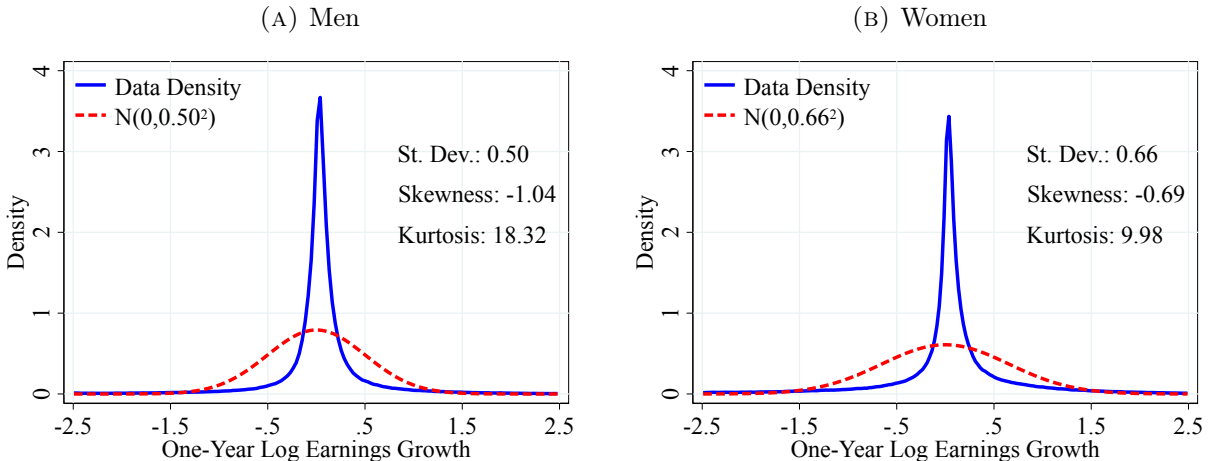 (A) Men
4
3
2
1
0
Density
Data Density
N(0,0.50²)
St. Dev.: 0.50
Skewness: -1.04
Kurtosis: 18.32
-2.5 -1.5 -.5 .5 1.5 2.5
One-Year Log Earnings Growth
(B) Women
4
3
2
1
0
Density
Data Density
N(0,0.66²)
St. Dev.: 0.66
Skewness: -0.69
Kurtosis: 9.98
-2.5 -1.5 -.5 .5 1.5 2.5
One-Year Log Earnings Growth